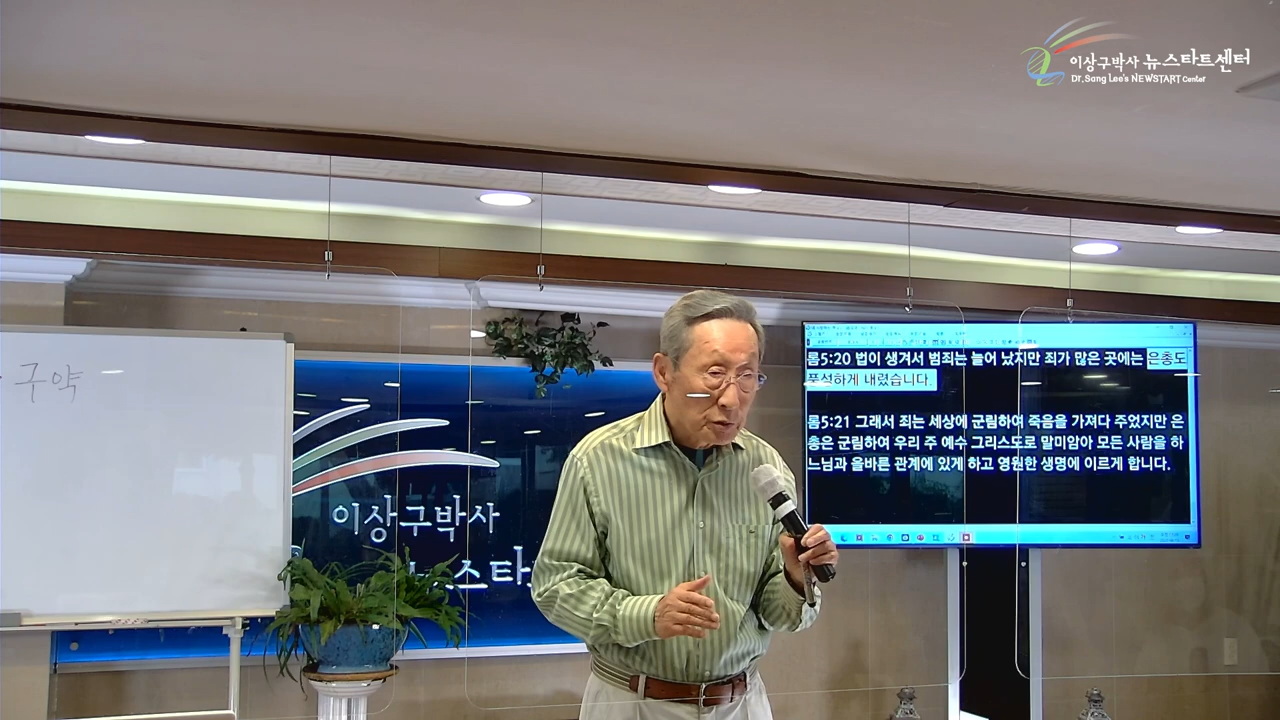 이상구박사 뉴스타트센터
Dr. Sang Lee's NEWSTART Center
구약
이상구박사
뉴스타트
롬5:20 법이 생겨서 범죄는 늘어 났지만 죄가 많은 곳에는 은총도
풍성하게 내렸습니다.
롬5:21 그래서 죄는 세상에 군림하여 죽음을 가져다 주었지만 은
총은 군림하여 우리 주 예수 그리스도로 말미암아 모든 사람을 하
느님과 올바른 관계에 있게 하고 영원한 생명에 이르게 합니다.